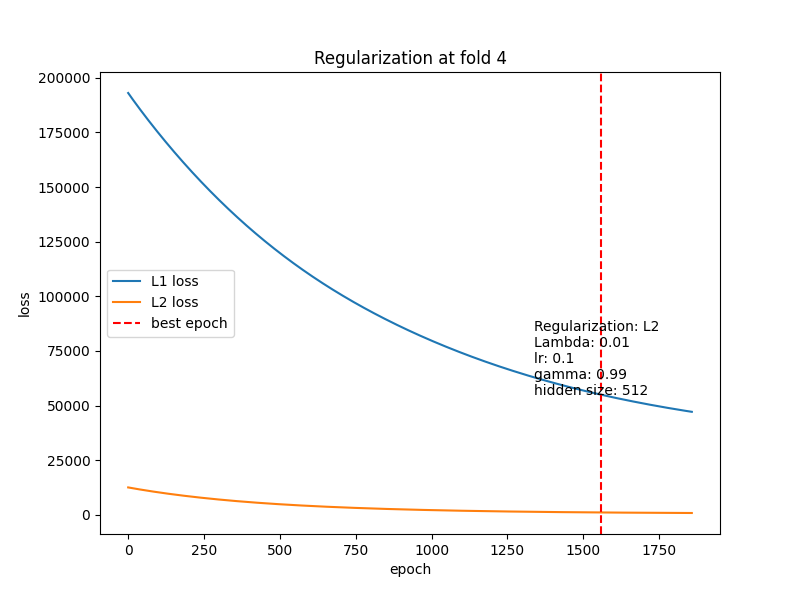 Regularization at fold 4
200000
175000
150000
125000
100000
75000
50000
25000
0
loss
L1 loss
L2 loss
best epoch
Regularization: L2
Lambda: 0.01
lr: 0.1
gamma: 0.99
hidden size: 512
0 250 500 750 1000 1250 1500 1750
epoch